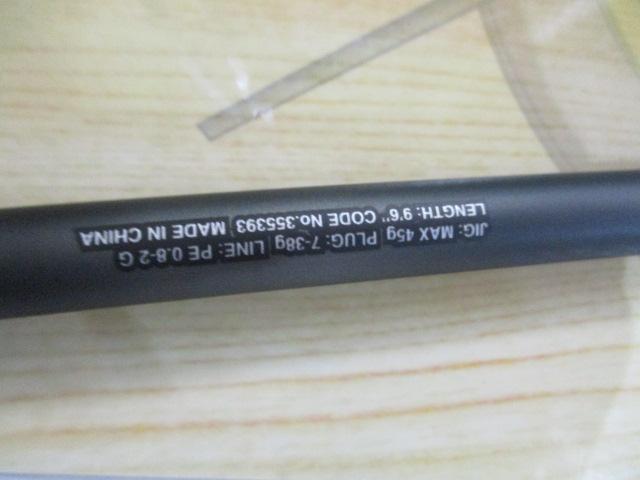 JIG: MAX 45g | PLUG: 7-38g | LINE: PE 0.8-2 G
LENGTH: 9'6" CODE No.355393 | MADE IN CHINA